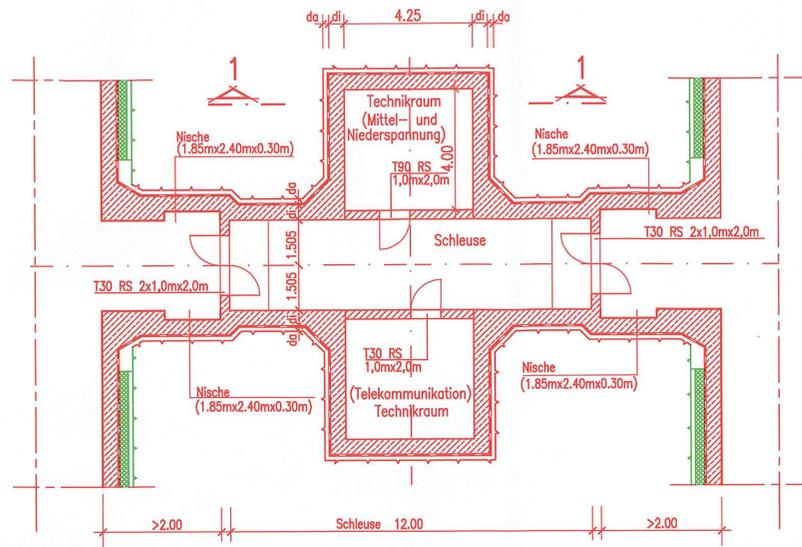 da di 4.25 di da
1 1
Technikraum
(Mittel– und
Niederspannung)
Nische
(1.85mx2.40mx0.30m)
Nische
(1.85mx2.40mx0.30m)
T90 RS
1,0mx2,0m
4.00
da
di
1.505
Schleuse
T30 RS 2x1,0mx2,0m
T30 RS 2x1,0mx2,0m
1.505
di
da
T30 RS
1,0mx2,0m
Nische
(1.85mx2.40mx0.30m)
Nische
(1.85mx2.40mx0.30m)
(Telekommunikation)
Technikraum
>2.00 Schleuse 12.00 >2.00